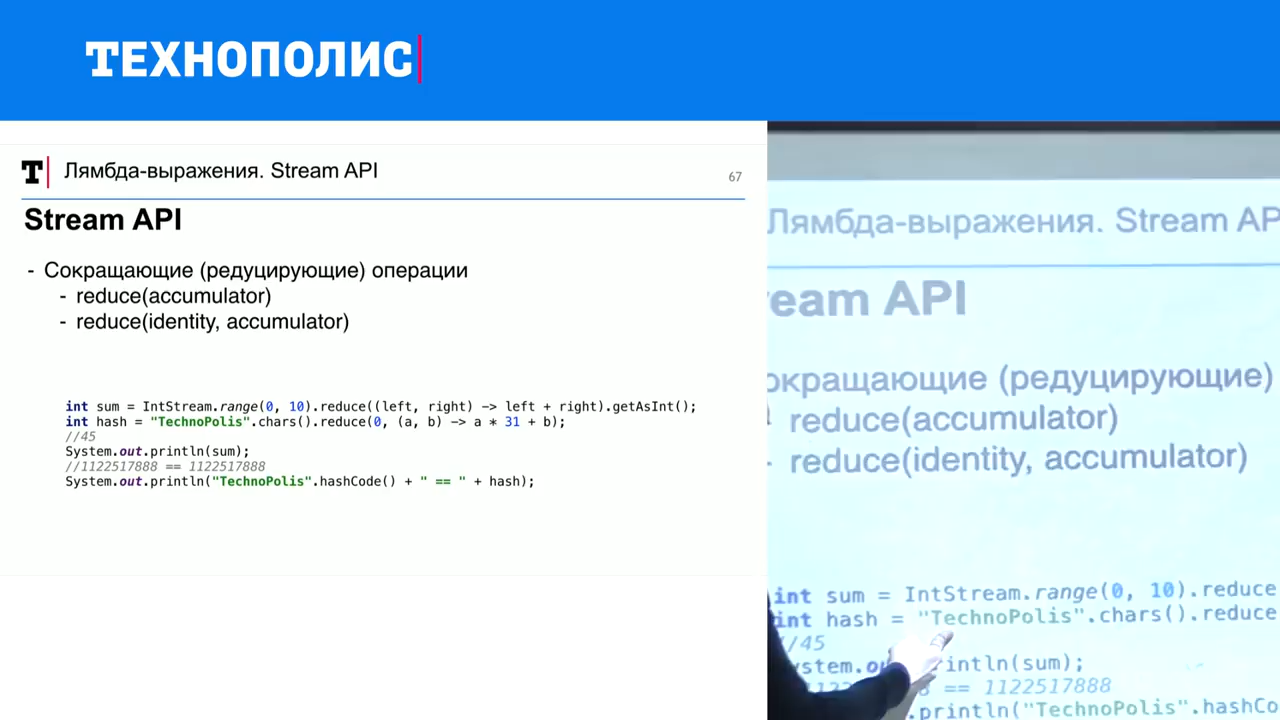 ТЕХНОПОЛИС
T Лямбда-выражения. Stream API
67
Stream API
- Сокращающие (редуцирующие) операции
- reduce(accumulator)
- reduce(identity, accumulator)
int sum = IntStream.range(0, 10).reduce((left, right) -> left + right).getAsInt();
int hash = "TechnoPolis".chars().reduce(0, (a, b) -> a * 31 + b);
//45
System.out.println(sum);
//1122517888 == 1122517888
System.out.println("TechnoPolis".hashCode() + " == " + hash);
Лямбда-выражения. Stream AP
eam API
окращающие (редуцирующие)
reduce(accumulator)
- reduce(identity, accumulator)
int sum = IntStream.range(0, 10).reduce
int hash = "TechnoPolis".chars().reduce
/45
ystem.ou rintln(sum);
8 == 1122517888
.println("TechnoPolis".hashCo